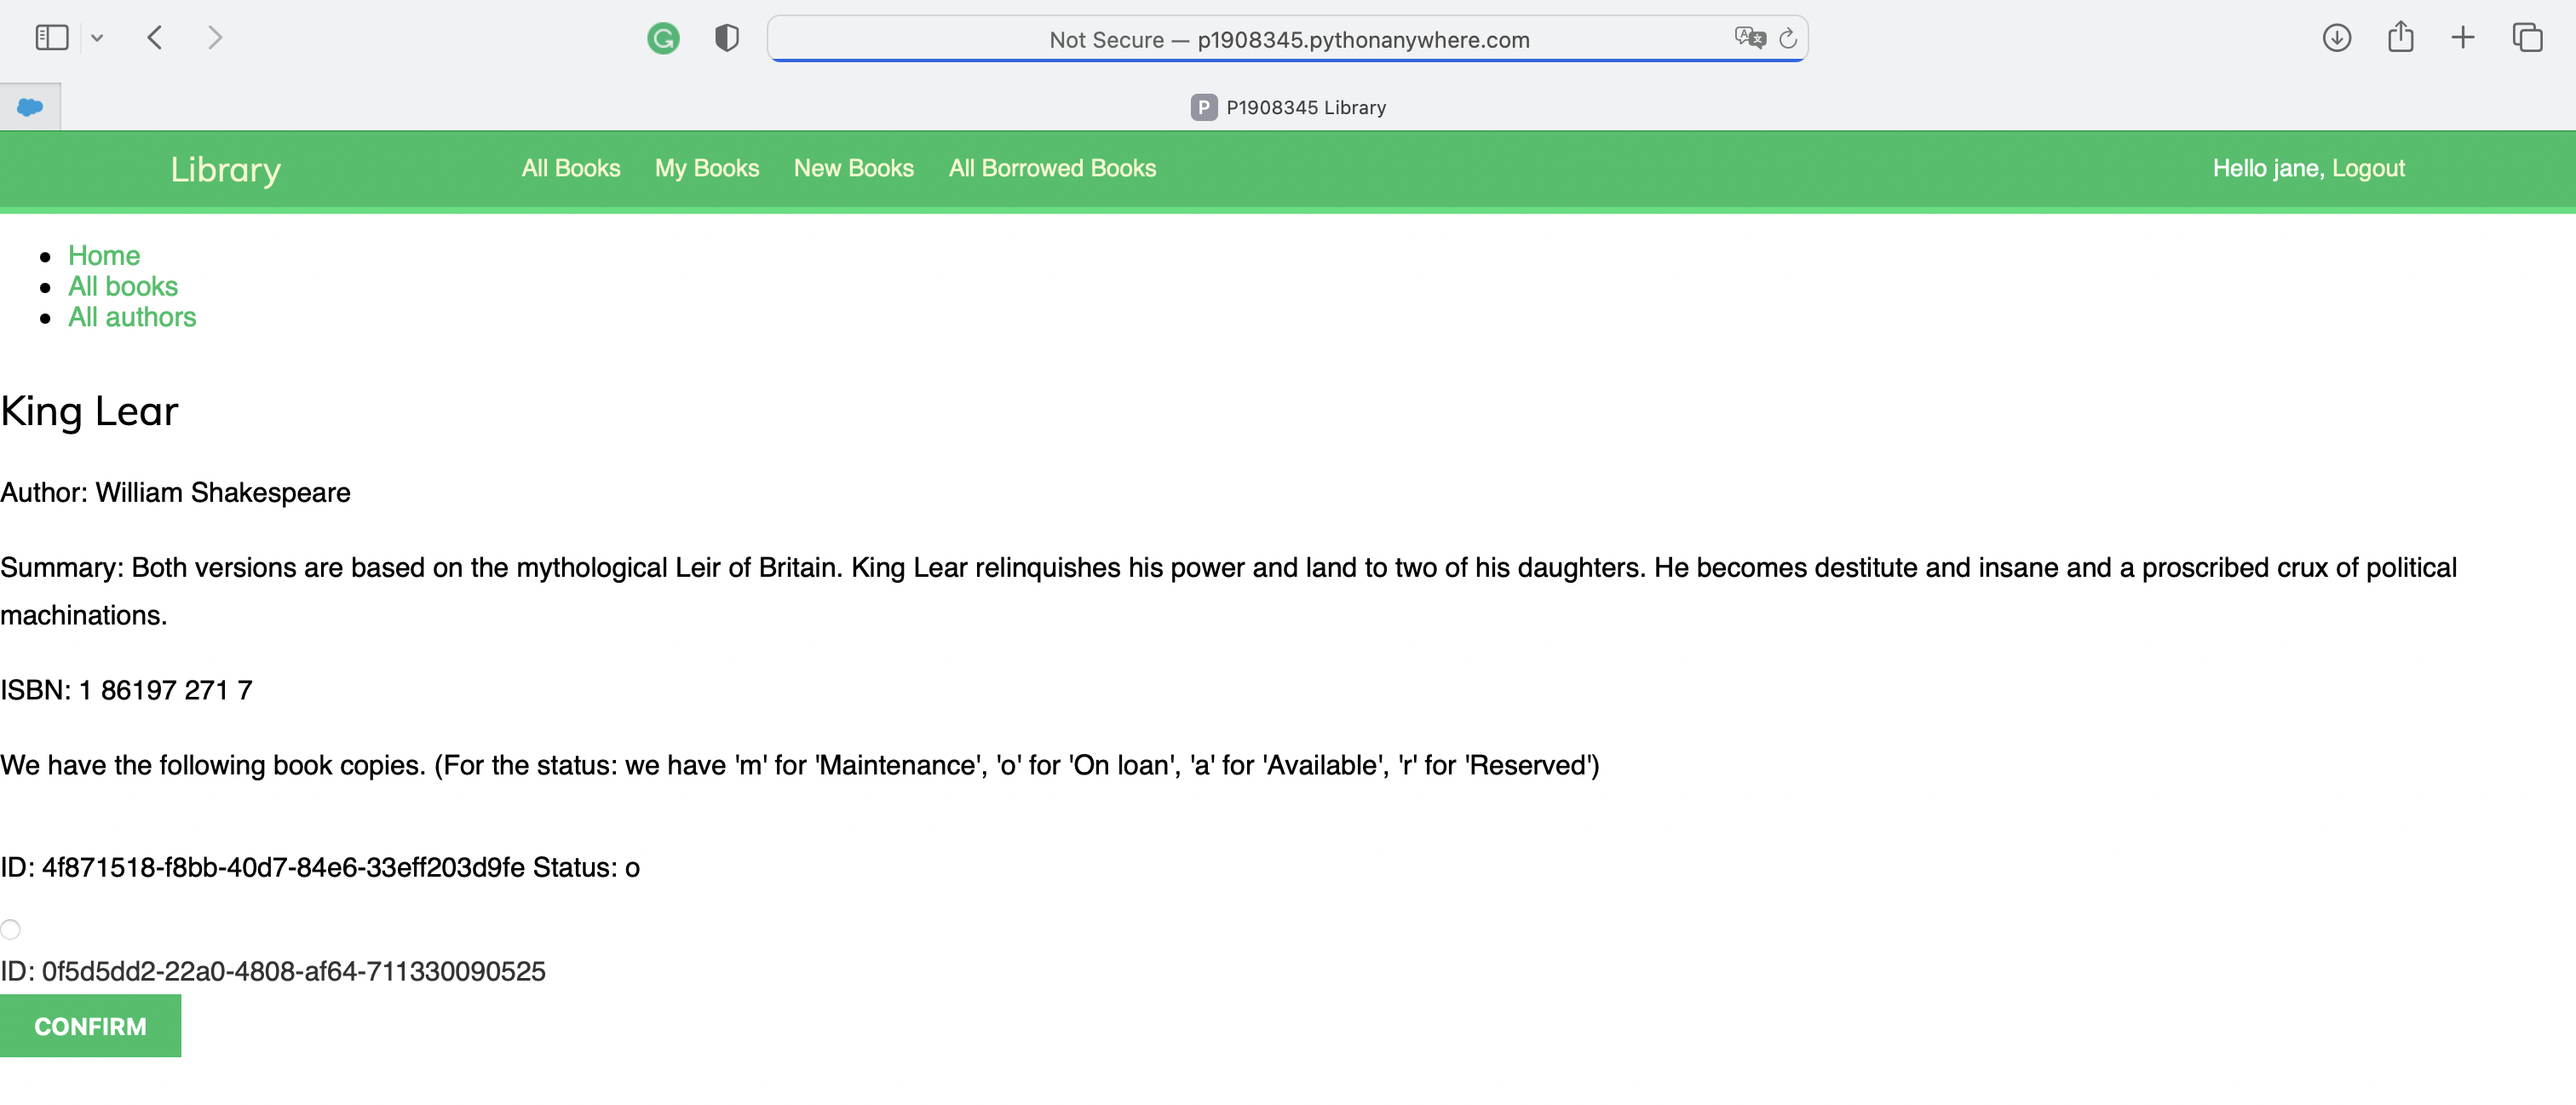 Not Secure — p1908345.pythonanywhere.com
P P1908345 Library
Library All Books My Books New Books All Borrowed Books Hello jane, Logout
Home
All books
All authors
King Lear
Author: William Shakespeare
Summary: Both versions are based on the mythological Leir of Britain. King Lear relinquishes his power and land to two of his daughters. He becomes destitute and insane and a proscribed crux of political
machinations.
ISBN: 1 86197 271 7
We have the following book copies. (For the status: we have 'm' for 'Maintenance', 'o' for 'On loan', 'a' for 'Available', 'r' for 'Reserved')
ID: 4f871518-f8bb-40d7-84e6-33eff203d9fe Status: o
ID: 0f5d5dd2-22a0-4808-af64-711330090525
CONFIRM